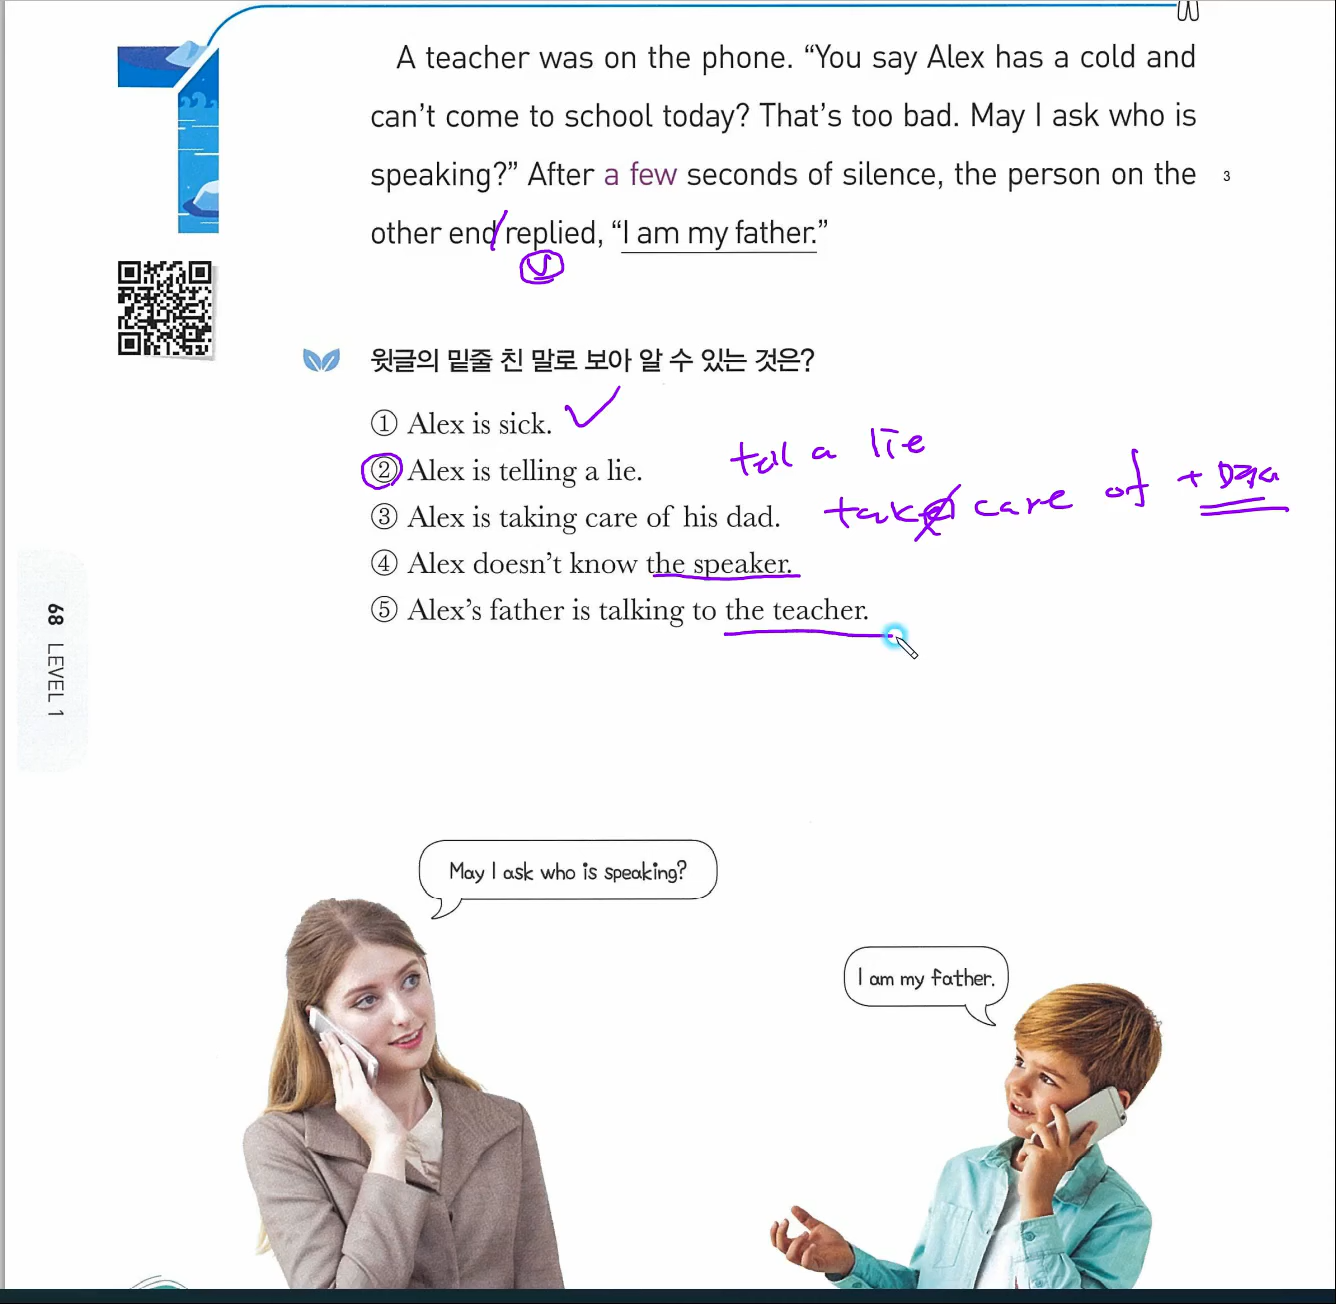 A teacher was on the phone. “You say Alex has a cold and
can’t come to school today? That’s too bad. May I ask who is
speaking?” After a few seconds of silence, the person on the
3
other end/replied, “I am my father.”
V
윗글의 밑줄 친 말로 보아 알 수 있는 것은?
① Alex is sick.
② Alex is telling a lie.
tell a lie
③ Alex is taking care of his dad.
take care of +
④ Alex doesn’t know the speaker.
⑤ Alex’s father is talking to the teacher.
68 LEVEL 1
May I ask who is speaking?
I am my father.